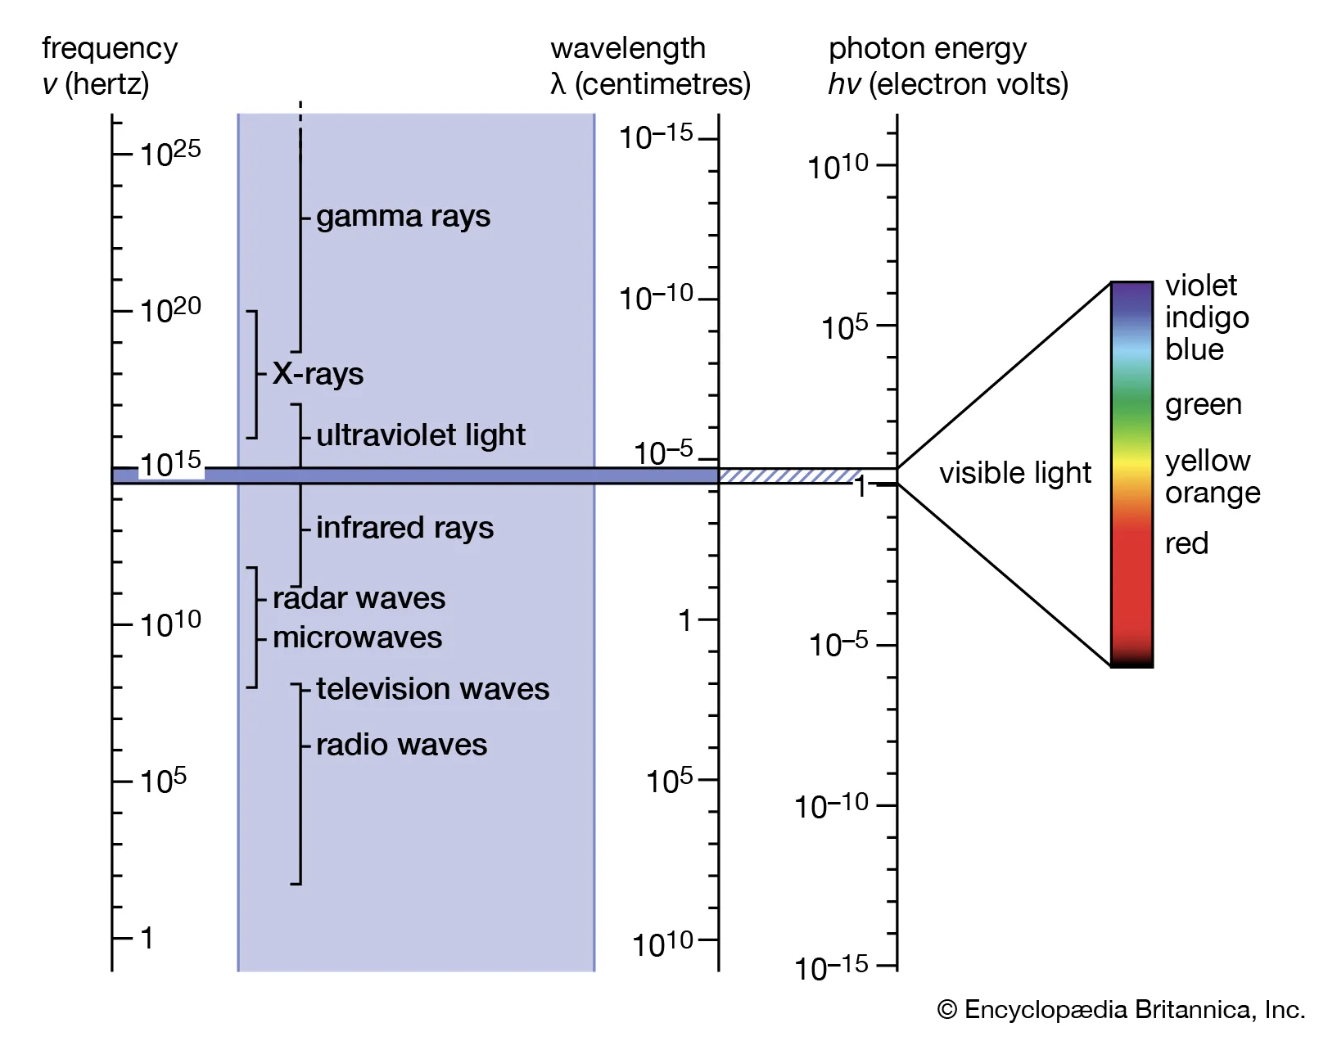 frequency
ν (hertz)
wavelength
λ (centimetres)
photon energy
hν (electron volts)
10²⁵
10²⁰
10¹⁵
10¹⁰
10⁵
1
gamma rays
X-rays
ultraviolet light
infrared rays
radar waves
microwaves
television waves
radio waves
10⁻¹⁵
10⁻¹⁰
10⁻⁵
1
10⁵
10¹⁰
10¹⁰
10⁵
1
10⁻⁵
10⁻¹⁰
10⁻¹⁵
visible light
violet
indigo
blue
green
yellow
orange
red
© Encyclopædia Britannica, Inc.